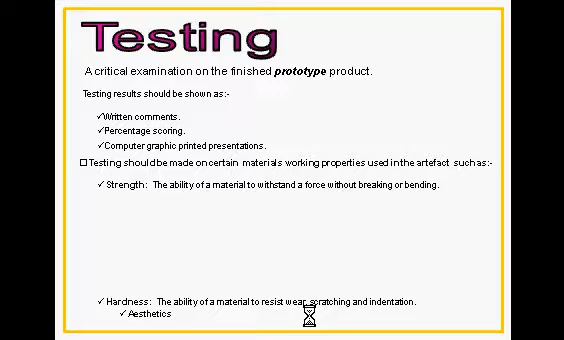 Testing
A critical examination on the finished prototype product.
Testing results should be shown as:-
✓Written comments.
✓Percentage scoring.
✓Computer graphic printed presentations.
☐Testing should be made on certain materials working properties used in the artefact such as:-
✓ Strength: The ability of a material to withstand a force without breaking or bending.
✓ Hardness: The ability of a material to resist wear, scratching and indentation.
✓ Aesthetics